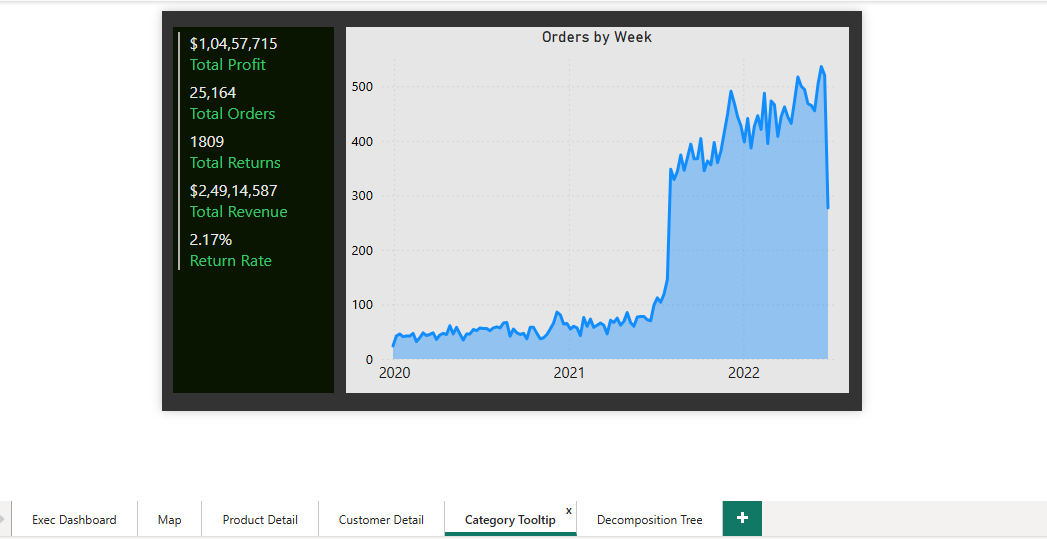 $1,04,57,715
Total Profit
25,164
Total Orders
1809
Total Returns
$2,49,14,587
Total Revenue
2.17%
Return Rate
Orders by Week
500
400
300
200
100
0
2020 2021 2022
Exec Dashboard Map Product Detail Customer Detail Category Tooltip x Decomposition Tree +